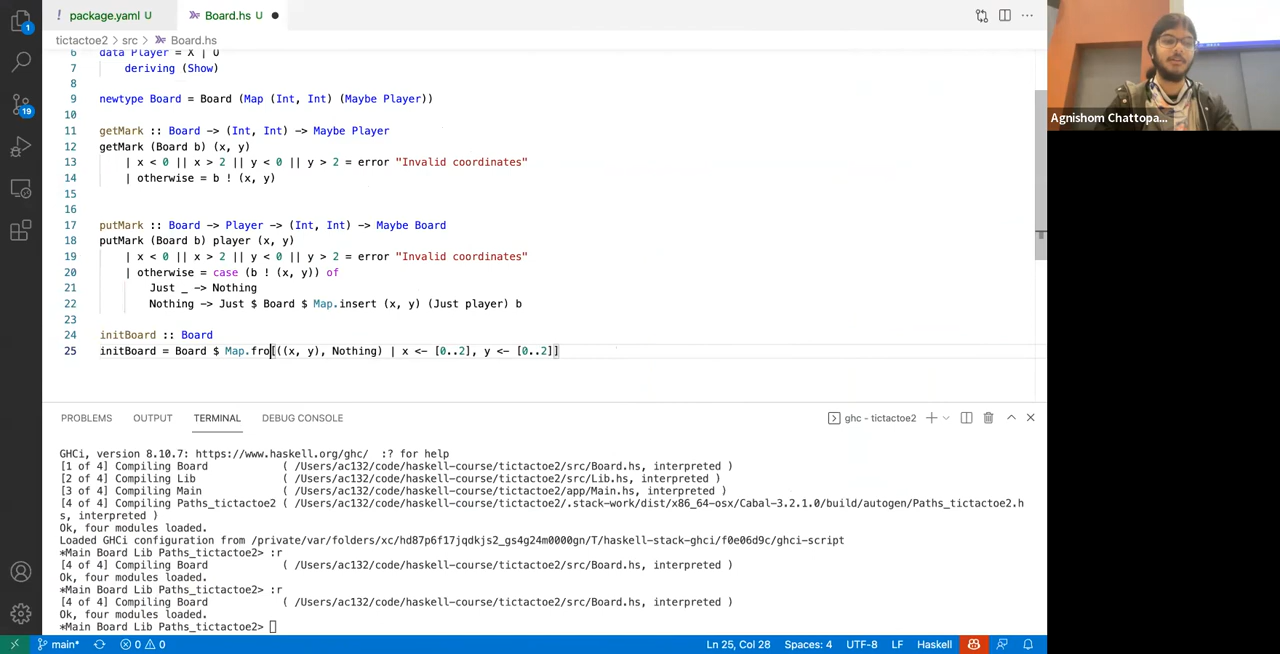 ! package.yaml U
Board.hs U
tictactoe2 > src > Board.hs
6 data Player = X | O
7 deriving (Show)
8
9 newtype Board = Board (Map (Int, Int) (Maybe Player))
10
11 getMark :: Board -> (Int, Int) -> Maybe Player
12 getMark (Board b) (x, y)
13 | x < 0 || x > 2 || y < 0 || y > 2 = error "Invalid coordinates"
14 | otherwise = b ! (x, y)
15
16
17 putMark :: Board -> Player -> (Int, Int) -> Maybe Board
18 putMark (Board b) player (x, y)
19 | x < 0 || x > 2 || y < 0 || y > 2 = error "Invalid coordinates"
20 | otherwise = case (b ! (x, y)) of
21 Just _ -> Nothing
22 Nothing -> Just $ Board $ Map.insert (x, y) (Just player) b
23
24 initBoard :: Board
25 initBoard = Board $ Map.fro[((x, y), Nothing) | x <- [0..2], y <- [0..2]]
1
19
Agnishom Chattopa...
PROBLEMS OUTPUT TERMINAL DEBUG CONSOLE
ghc - tictactoe2
GHCi, version 8.10.7: https://www.haskell.org/ghc/ :? for help
[1 of 4] Compiling Board ( /Users/ac132/code/haskell-course/tictactoe2/src/Board.hs, interpreted )
[2 of 4] Compiling Lib ( /Users/ac132/code/haskell-course/tictactoe2/src/Lib.hs, interpreted )
[3 of 4] Compiling Main ( /Users/ac132/code/haskell-course/tictactoe2/app/Main.hs, interpreted )
[4 of 4] Compiling Paths_tictactoe2 ( /Users/ac132/code/haskell-course/tictactoe2/.stack-work/dist/x86_64-osx/Cabal-3.2.1.0/build/autogen/Paths_tictactoe2.h
s, interpreted )
Ok, four modules loaded.
Loaded GHCi configuration from /private/var/folders/xc/hd87p6f17jqdkjs2_gs4g24m0000gn/T/haskell-stack-ghci/f0e06d9c/ghci-script
*Main Board Lib Paths_tictactoe2> :r
[4 of 4] Compiling Board ( /Users/ac132/code/haskell-course/tictactoe2/src/Board.hs, interpreted )
Ok, four modules loaded.
*Main Board Lib Paths_tictactoe2> :r
[4 of 4] Compiling Board ( /Users/ac132/code/haskell-course/tictactoe2/src/Board.hs, interpreted )
Ok, four modules loaded.
*Main Board Lib Paths_tictactoe2>
main* 0 0 Ln 25, Col 28 Spaces: 4 UTF-8 LF Haskell